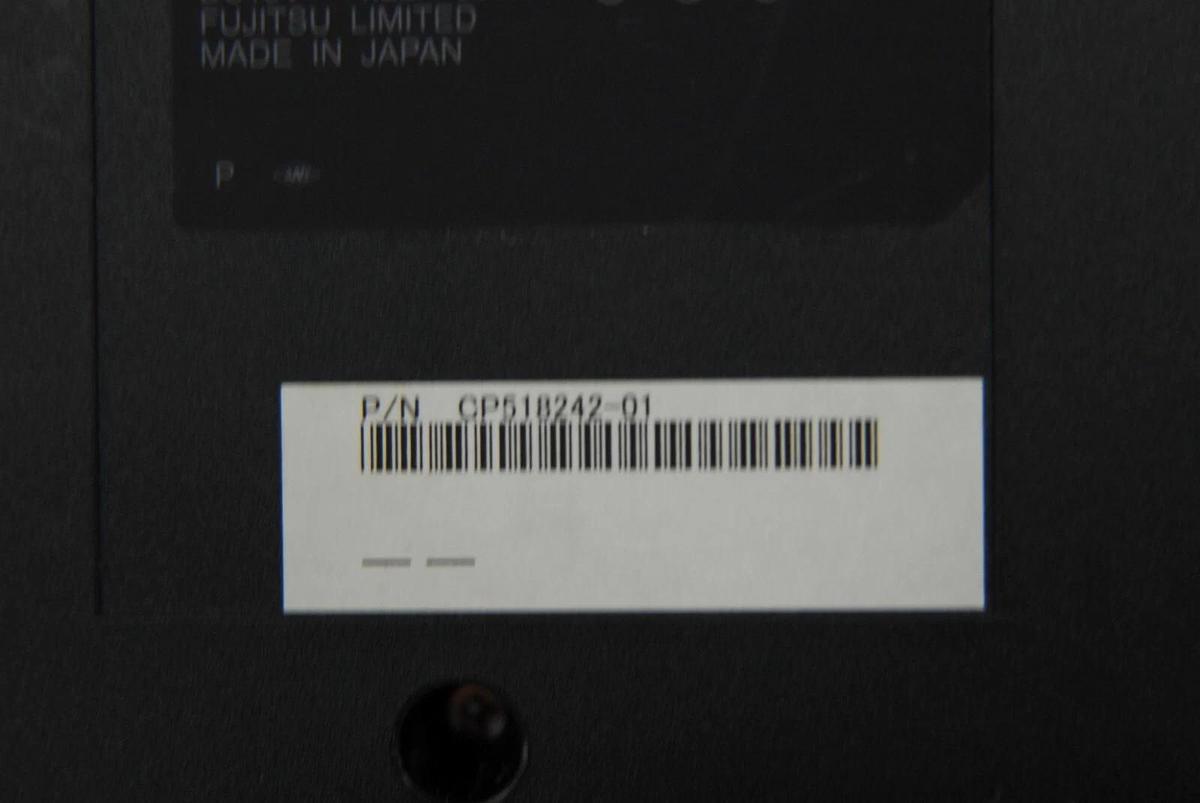 FUJITSU LIMITED
MADE IN JAPAN
P
P/N CP518242-01